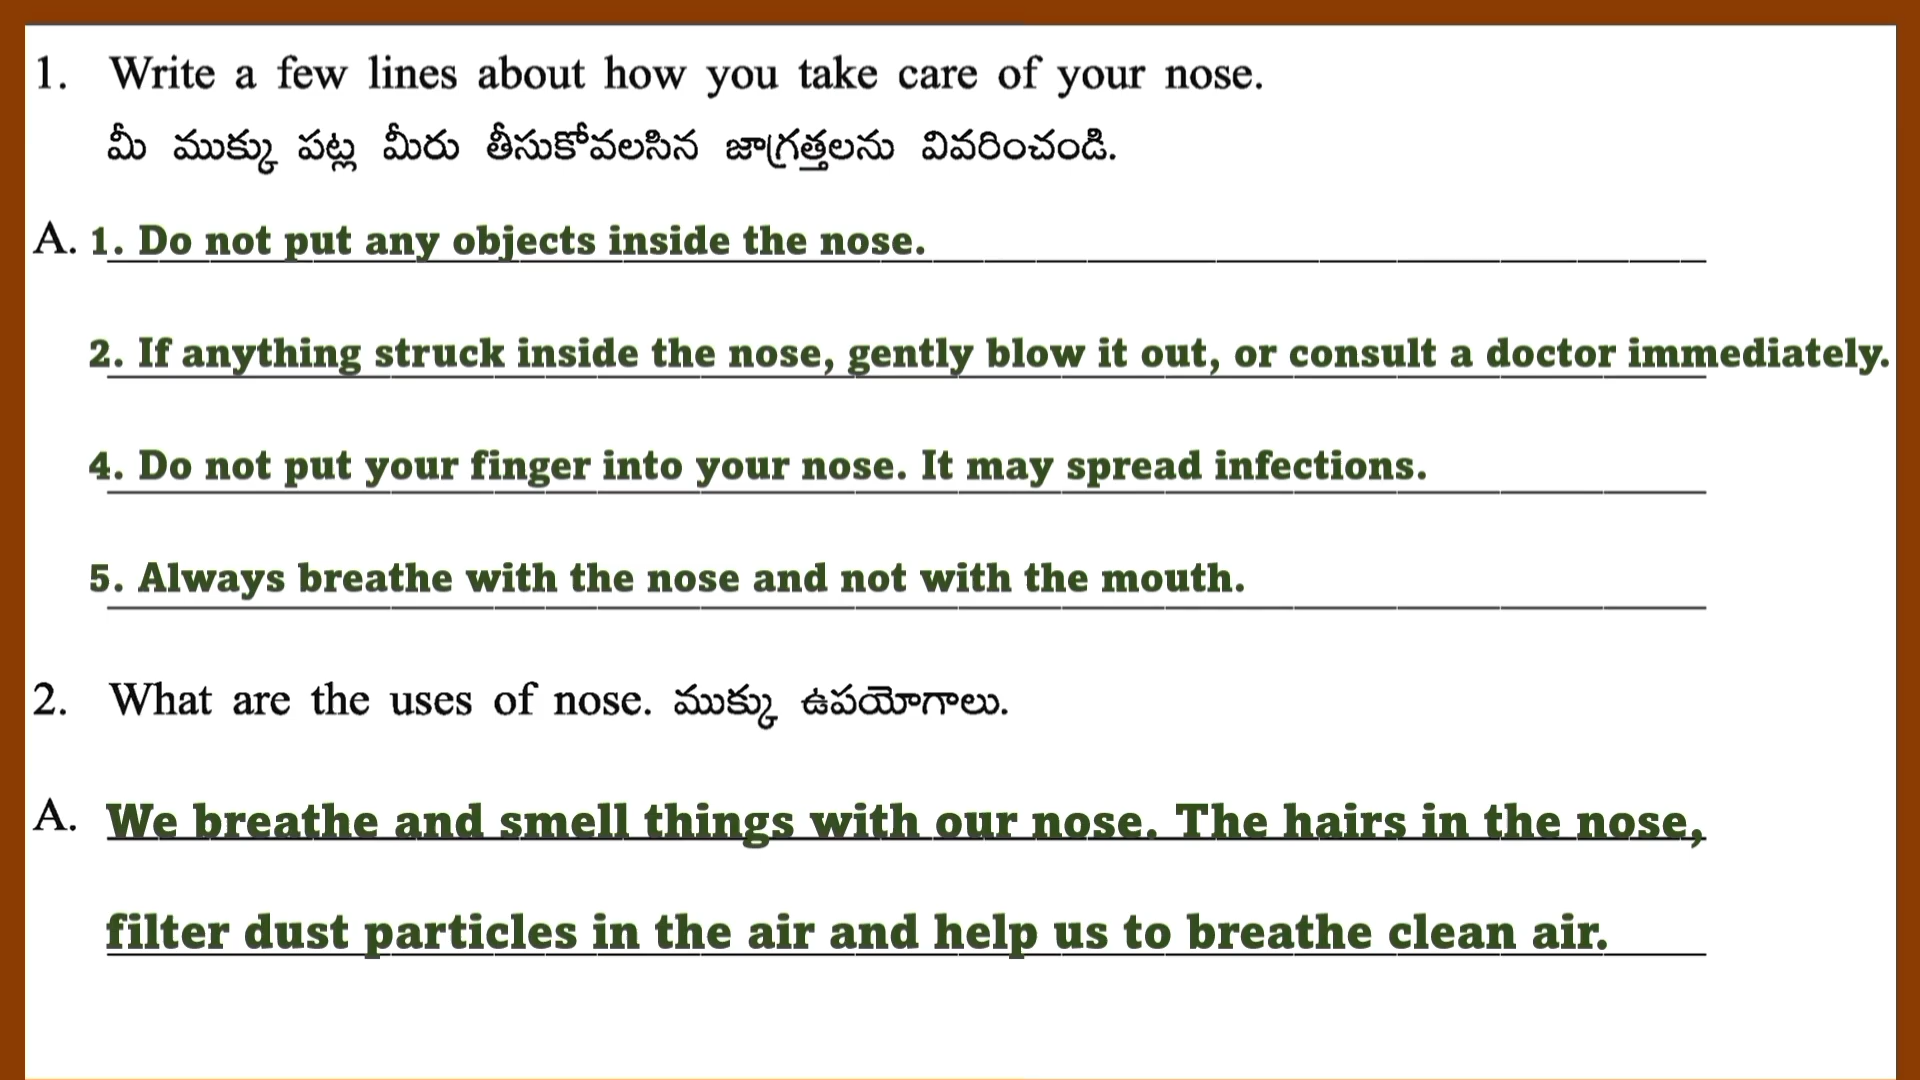 1. Write a few lines about how you take care of your nose.
మీ ముక్కు పట్ల మీరు తీసుకోవలసిన జాగ్రత్తలను వివరించండి.
A. 1. Do not put any objects inside the nose.
2. If anything struck inside the nose, gently blow it out, or consult a doctor immediately.
4. Do not put your finger into your nose. It may spread infections.
5. Always breathe with the nose and not with the mouth.
2. What are the uses of nose. ముక్కు ఉపయోగాలు.
A. We breathe and smell things with our nose. The hairs in the nose,
filter dust particles in the air and help us to breathe clean air.